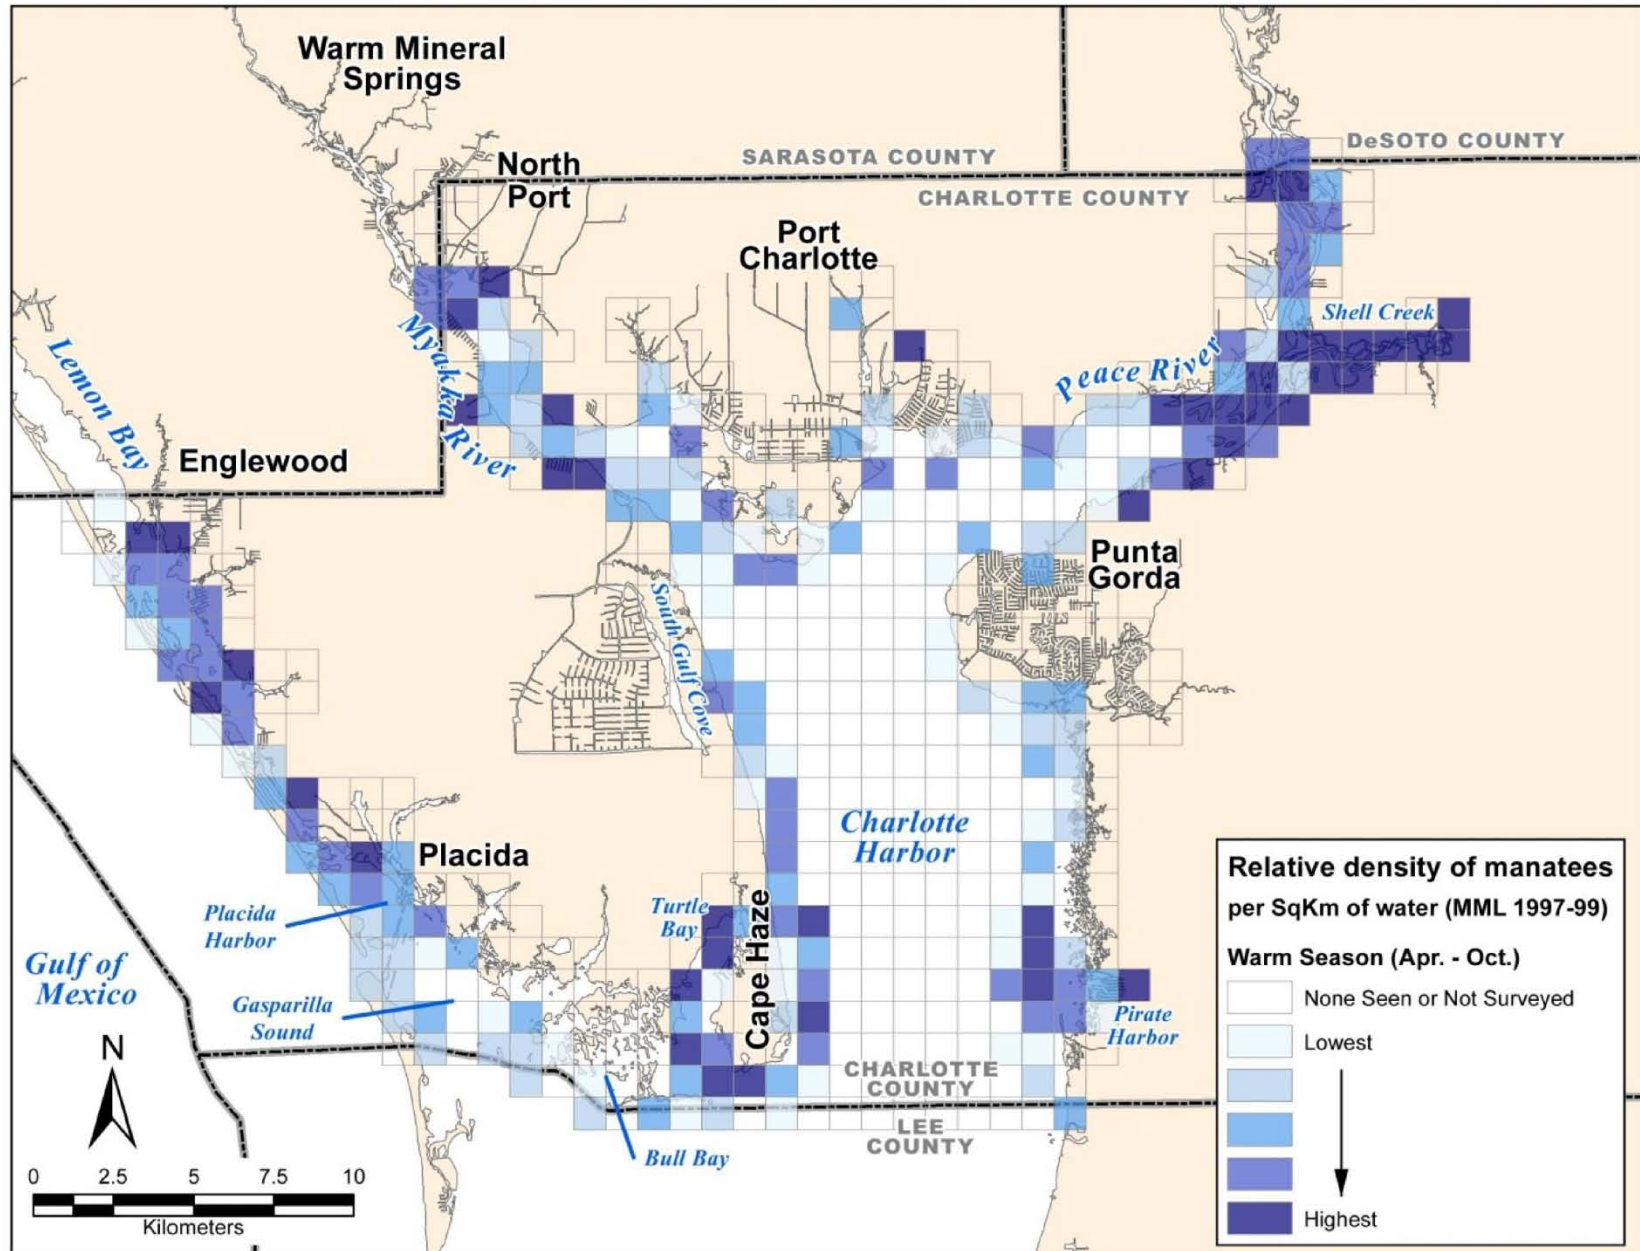 Warm Mineral
Springs
North
Port
SARASOTA COUNTY
DeSOTO COUNTY
CHARLOTTE COUNTY
Port
Charlotte
Shell Creek
Myakka
River
Peace River
Lemon Bay
Englewood
Punta
Gorda
South Gulf Cove
Charlotte
Harbor
Placida
Placida
Harbor
Turtle
Bay
Cape Haze
Gulf of
Mexico
Gasparilla
Sound
Pirate
Harbor
N
CHARLOTTE
COUNTY
LEE
COUNTY
Bull Bay
0 2.5 5 7.5 10
Kilometers
Relative density of manatees
per SqKm of water (MML 1997-99)
Warm Season (Apr. - Oct.)
None Seen or Not Surveyed
Lowest
Highest